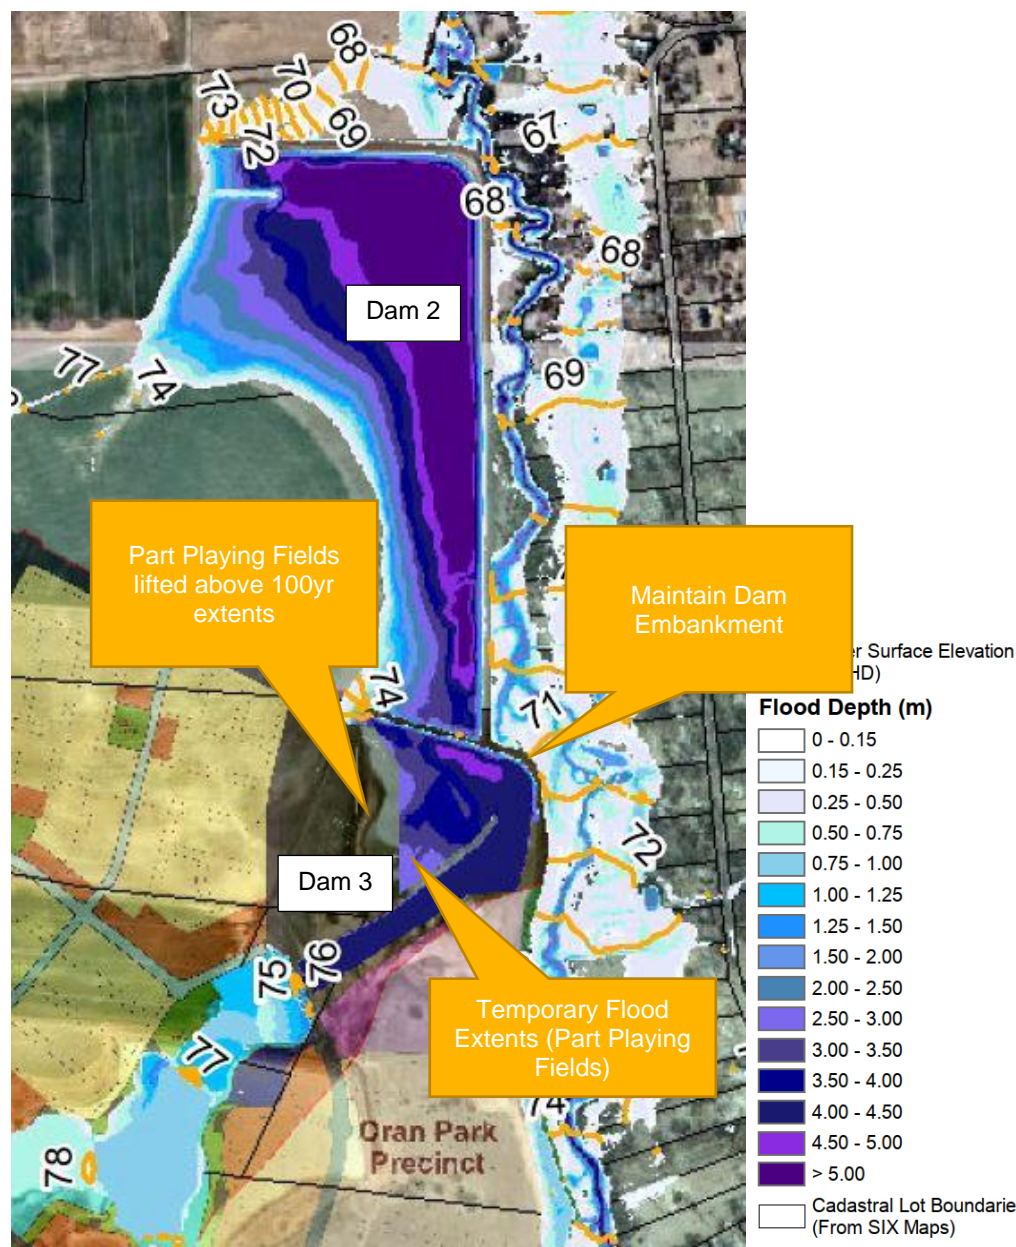 68
70
73
69
72
67
68
68
Dam 2
77
74
69
Part Playing Fields
lifted above 100yr
extents
Maintain Dam
Embankment
er Surface Elevation
HD)
74
71
Flood Depth (m)
0 - 0.15
0.15 - 0.25
0.25 - 0.50
0.50 - 0.75
0.75 - 1.00
1.00 - 1.25
1.25 - 1.50
1.50 - 2.00
2.00 - 2.50
2.50 - 3.00
3.00 - 3.50
3.50 - 4.00
4.00 - 4.50
4.50 - 5.00
> 5.00
Cadastral Lot Boundarie
(From SIX Maps)
72
Dam 3
75
76
Temporary Flood
Extents (Part Playing
Fields)
77
74
Oran Park
Precinct
78